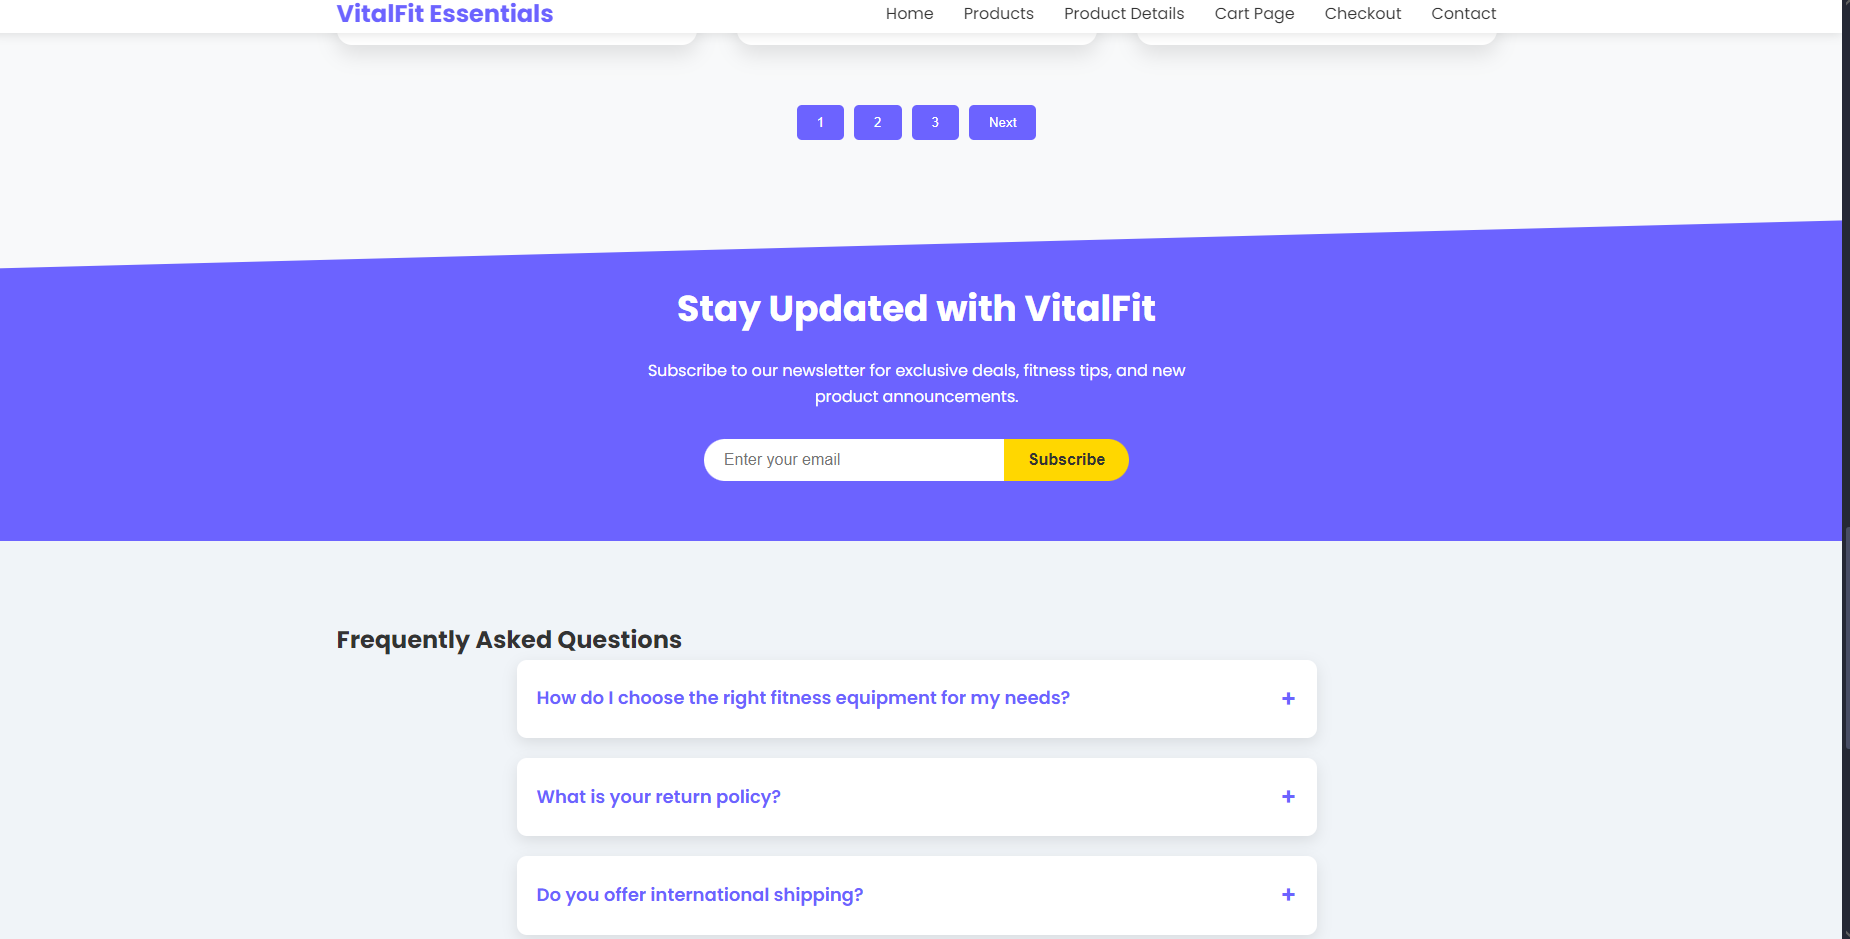 VitalFit Essentials
Home Products Product Details Cart Page Checkout Contact
1 2 3 Next
Stay Updated with VitalFit
Subscribe to our newsletter for exclusive deals, fitness tips, and new
product announcements.
Enter your email Subscribe
Frequently Asked Questions
How do I choose the right fitness equipment for my needs? +
What is your return policy? +
Do you offer international shipping? +